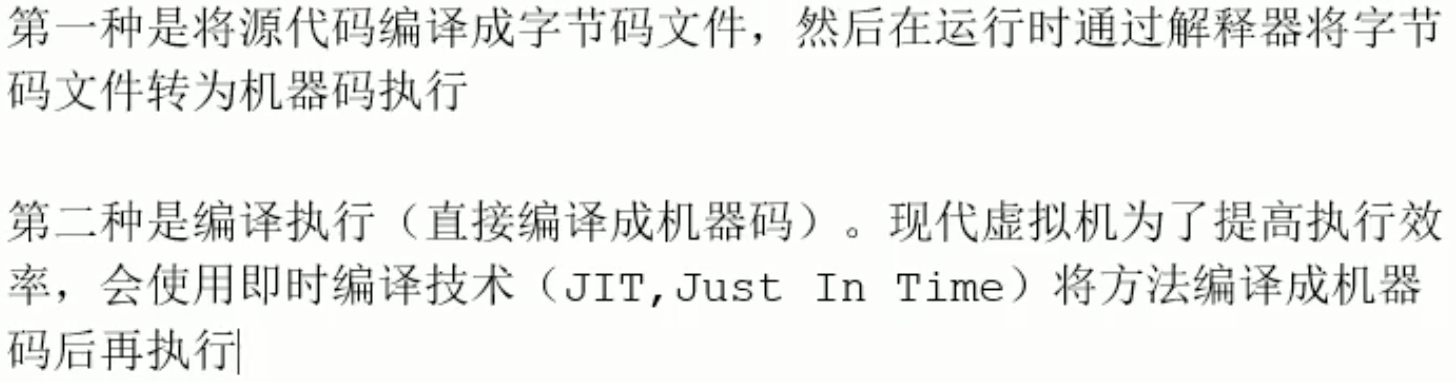 第一种是将源代码编译成字节码文件，然后在运行时通过解释器将字节
码文件转为机器码执行
第二种是编译执行（直接编译成机器码）。现代虚拟机为了提高执行效
率，会使用即时编译技术（JIT,Just In Time）将方法编译成机器
码后再执行